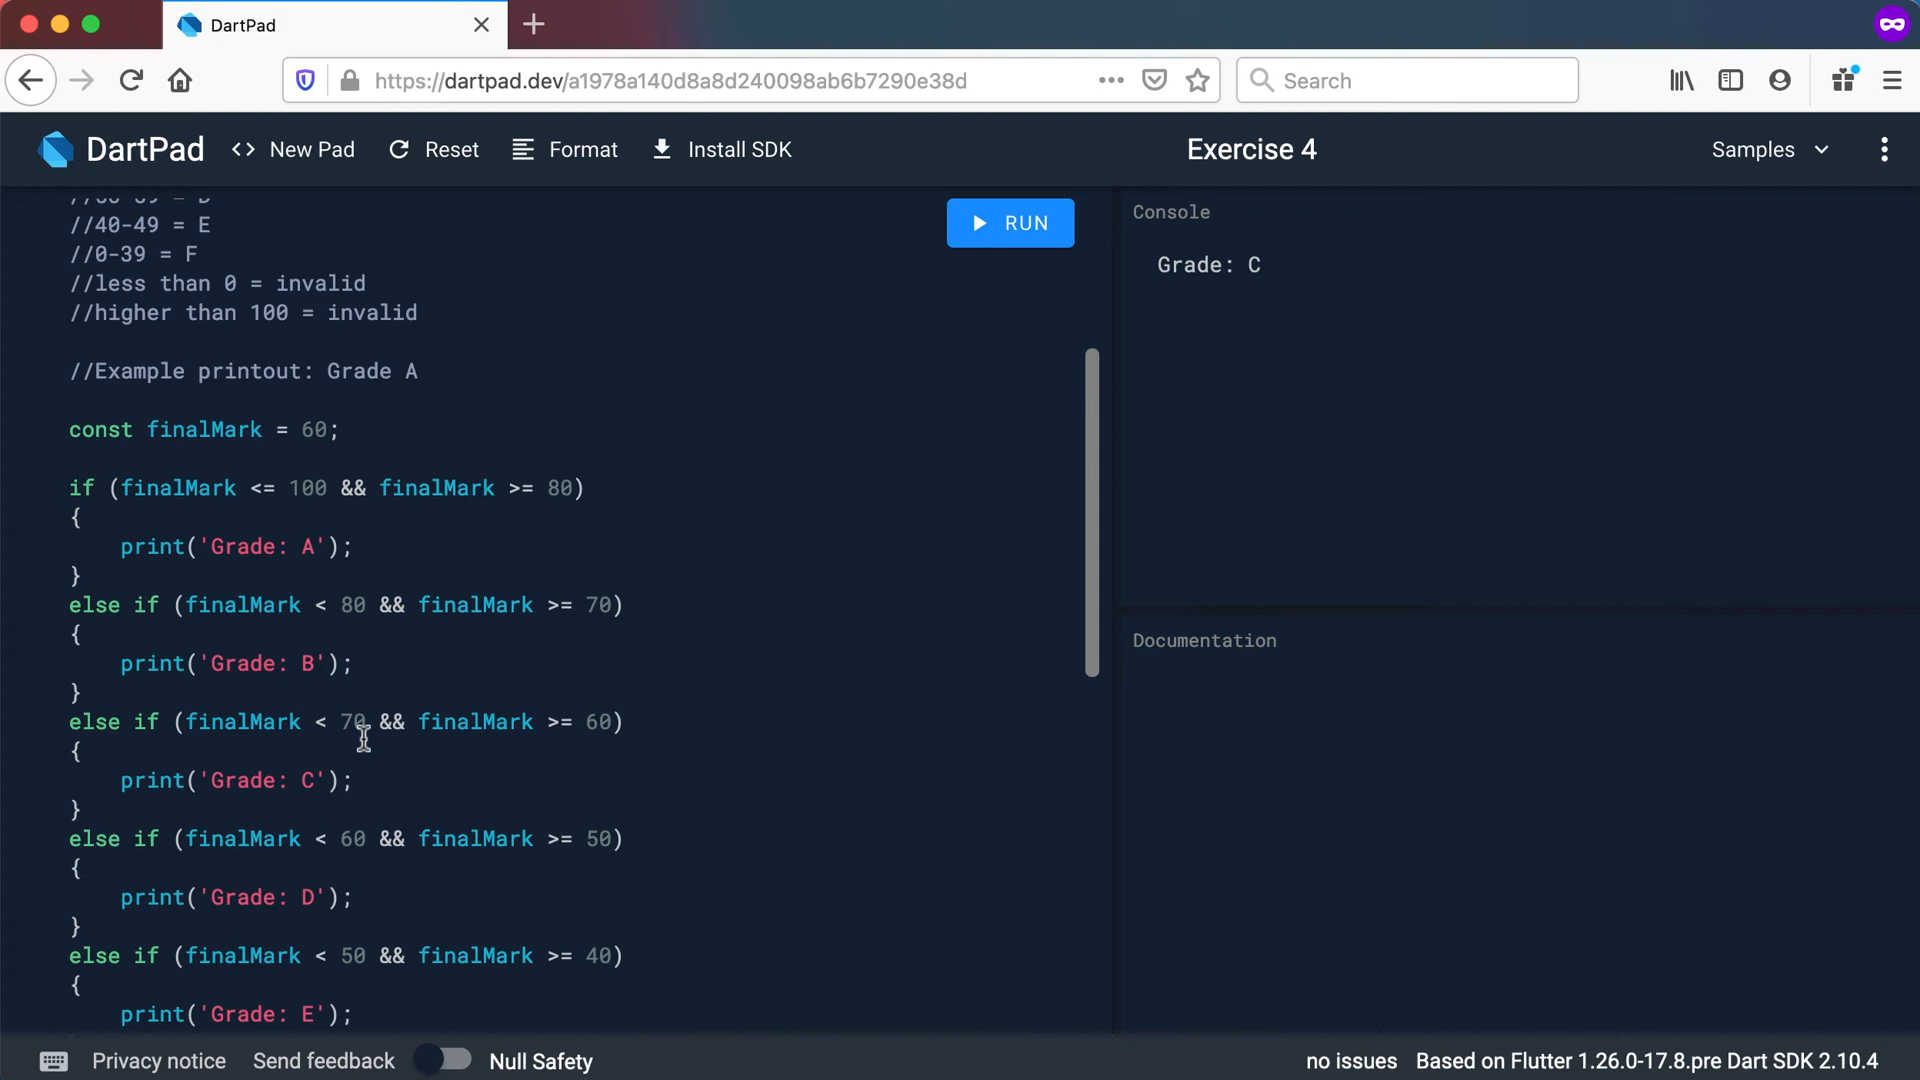 DartPad
https://dartpad.dev/a1978a140d8a8d240098ab6b7290e38d
Search
DartPad
New Pad
Reset
Format
Install SDK
Exercise 4
Samples
//40-49 = E
//0-39 = F
//less than 0 = invalid
//higher than 100 = invalid
//Example printout: Grade A
const finalMark = 60;
if (finalMark <= 100 && finalMark >= 80)
{
print('Grade: A');
}
else if (finalMark < 80 && finalMark >= 70)
{
print('Grade: B');
}
else if (finalMark < 70 && finalMark >= 60)
{
print('Grade: C');
}
else if (finalMark < 60 && finalMark >= 50)
{
print('Grade: D');
}
else if (finalMark < 50 && finalMark >= 40)
{
print('Grade: E');
RUN
Console
Grade: C
Documentation
Privacy notice
Send feedback
Null Safety
no issues
Based on Flutter 1.26.0-17.8.pre Dart SDK 2.10.4